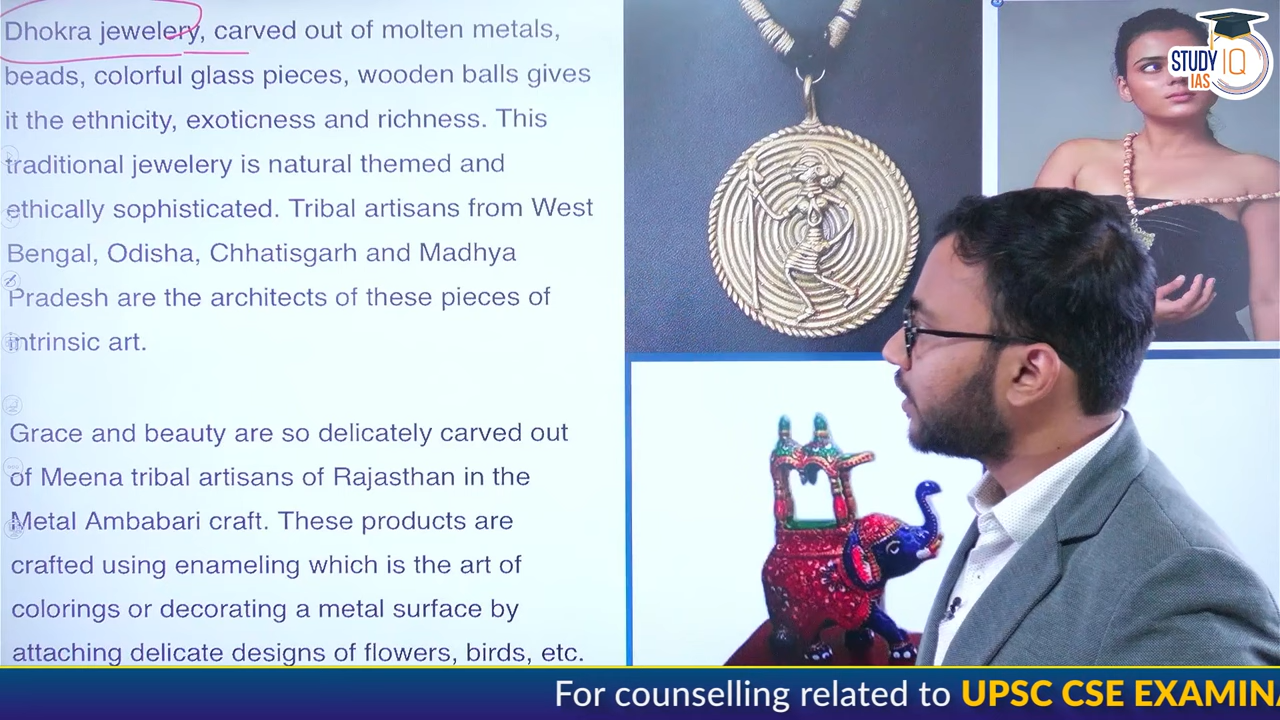 Dhokra jewelery, carved out of molten metals,
beads, colorful glass pieces, wooden balls gives
it the ethnicity, exoticness and richness. This
traditional jewelery is natural themed and
ethically sophisticated. Tribal artisans from West
Bengal, Odisha, Chhatisgarh and Madhya
Pradesh are the architects of these pieces of
intrinsic art.
Grace and beauty are so delicately carved out
of Meena tribal artisans of Rajasthan in the
Metal Ambabari craft. These products are
crafted using enameling which is the art of
colorings or decorating a metal surface by
attaching delicate designs of flowers, birds, etc.
STUDY IQ
IAS
For counselling related to UPSC CSE EXAMIN